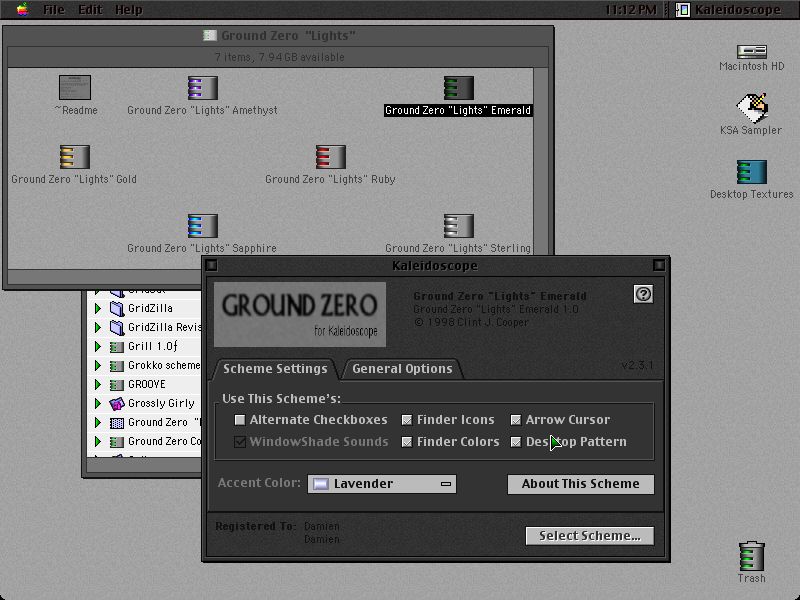 File Edit Help 11:12 PM Kaleidoscope
Ground Zero "Lights"
7 items, 7.94 GB available
~Readme
Ground Zero "Lights" Amethyst
Ground Zero "Lights" Emerald
Ground Zero "Lights" Gold
Ground Zero "Lights" Ruby
Ground Zero "Lights" Sapphire
Ground Zero "Lights" Sterling
Macintosh HD
KSA Sampler
Desktop Textures
GridZilla
GridZilla Revis
Grill 1.0ƒ
Grokko scheme
GROOVE
Grossly Girly
Ground Zero "l
Ground Zero Co
Kaleidoscope
GROUND ZERO
for Kaleidoscope
Ground Zero "Lights" Emerald
Ground Zero "Lights" Emerald 1.0
© 1998 Clint J. Cooper
v2.3.1
Scheme Settings General Options
Use This Scheme's:
Alternate Checkboxes Finder Icons Arrow Cursor
WindowShade Sounds Finder Colors Desktop Pattern
Accent Color: Lavender About This Scheme
Registered To: Damien
Damien
Select Scheme...
Trash